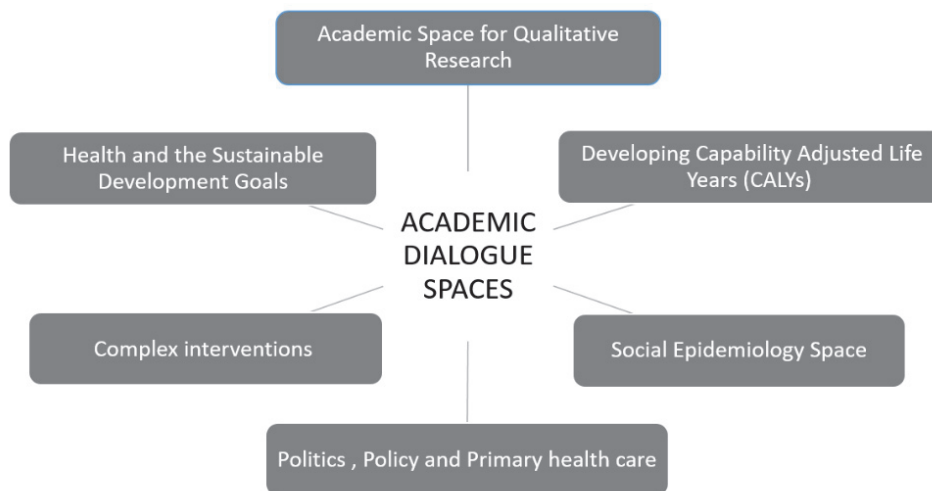 Academic Space for Qualitative
Research
Health and the Sustainable
Development Goals
Developing Capability Adjusted Life
Years (CALYs)
ACADEMIC
DIALOGUE
SPACES
Complex interventions
Social Epidemiology Space
Politics , Policy and Primary health care